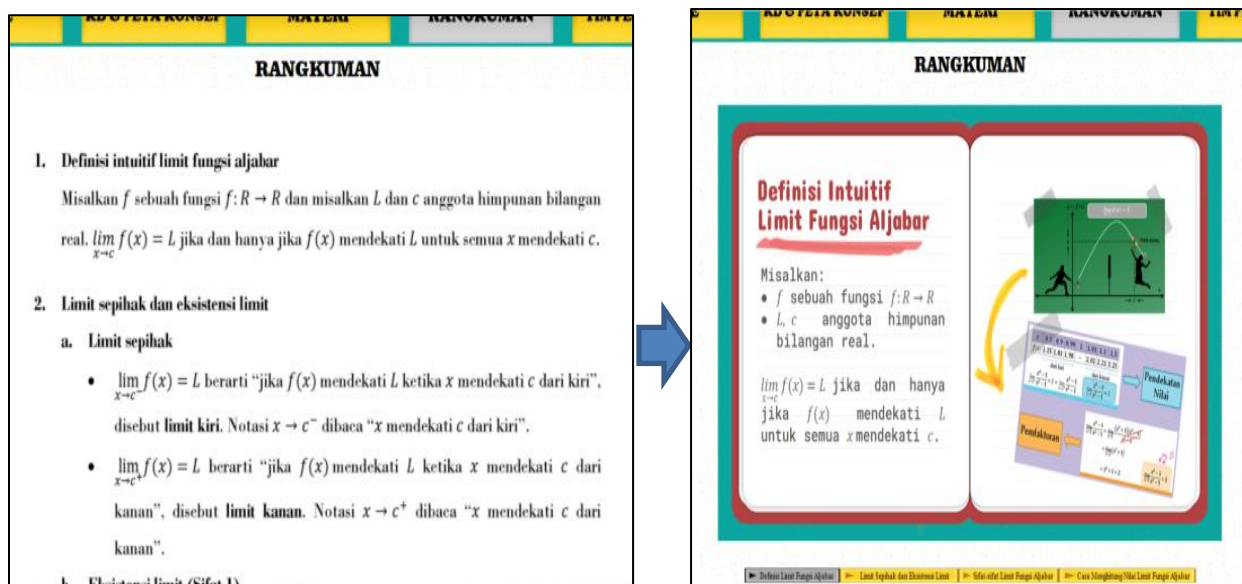 KD & PETA KONSEP
MATERI
RANGKUMAN
RANGKUMAN
1. Definisi intuitif limit fungsi aljabar
Misalkan f sebuah fungsi f: R → R dan misalkan L dan c anggota himpunan bilangan
real. lim x→c f(x) = L jika dan hanya jika f(x) mendekati L untuk semua x mendekati c.
2. Limit sepihak dan eksistensi limit
a. Limit sepihak
• lim x→c⁻ f(x) = L berarti “jika f(x) mendekati L ketika x mendekati c dari kiri”,
disebut limit kiri. Notasi x → c⁻ dibaca “x mendekati c dari kiri”.
• lim x→c⁺ f(x) = L berarti “jika f(x) mendekati L ketika x mendekati c dari
kanan”, disebut limit kanan. Notasi x → c⁺ dibaca “x mendekati c dari
kanan”.
b. Eksistensi limit (Sifat 1)
KD & PETA KONSEP
MATERI
RANGKUMAN
RANGKUMAN
Definisi Intuitif
Limit Fungsi Aljabar
Misalkan:
• f sebuah fungsi f: R → R
• L, c anggota himpunan
bilangan real.
lim x→c f(x) = L jika dan hanya
jika f(x) mendekati L
untuk semua x mendekati c.
Pendekatan
Nilai
Pemfaktoran
► Definisi Limit Fungsi Aljabar
► Limit Sepihak dan Eksistensi Limit
► Sifat-sifat Limit Fungsi Aljabar
► Cara Menghitung Nilai Limit Fungsi Aljabar